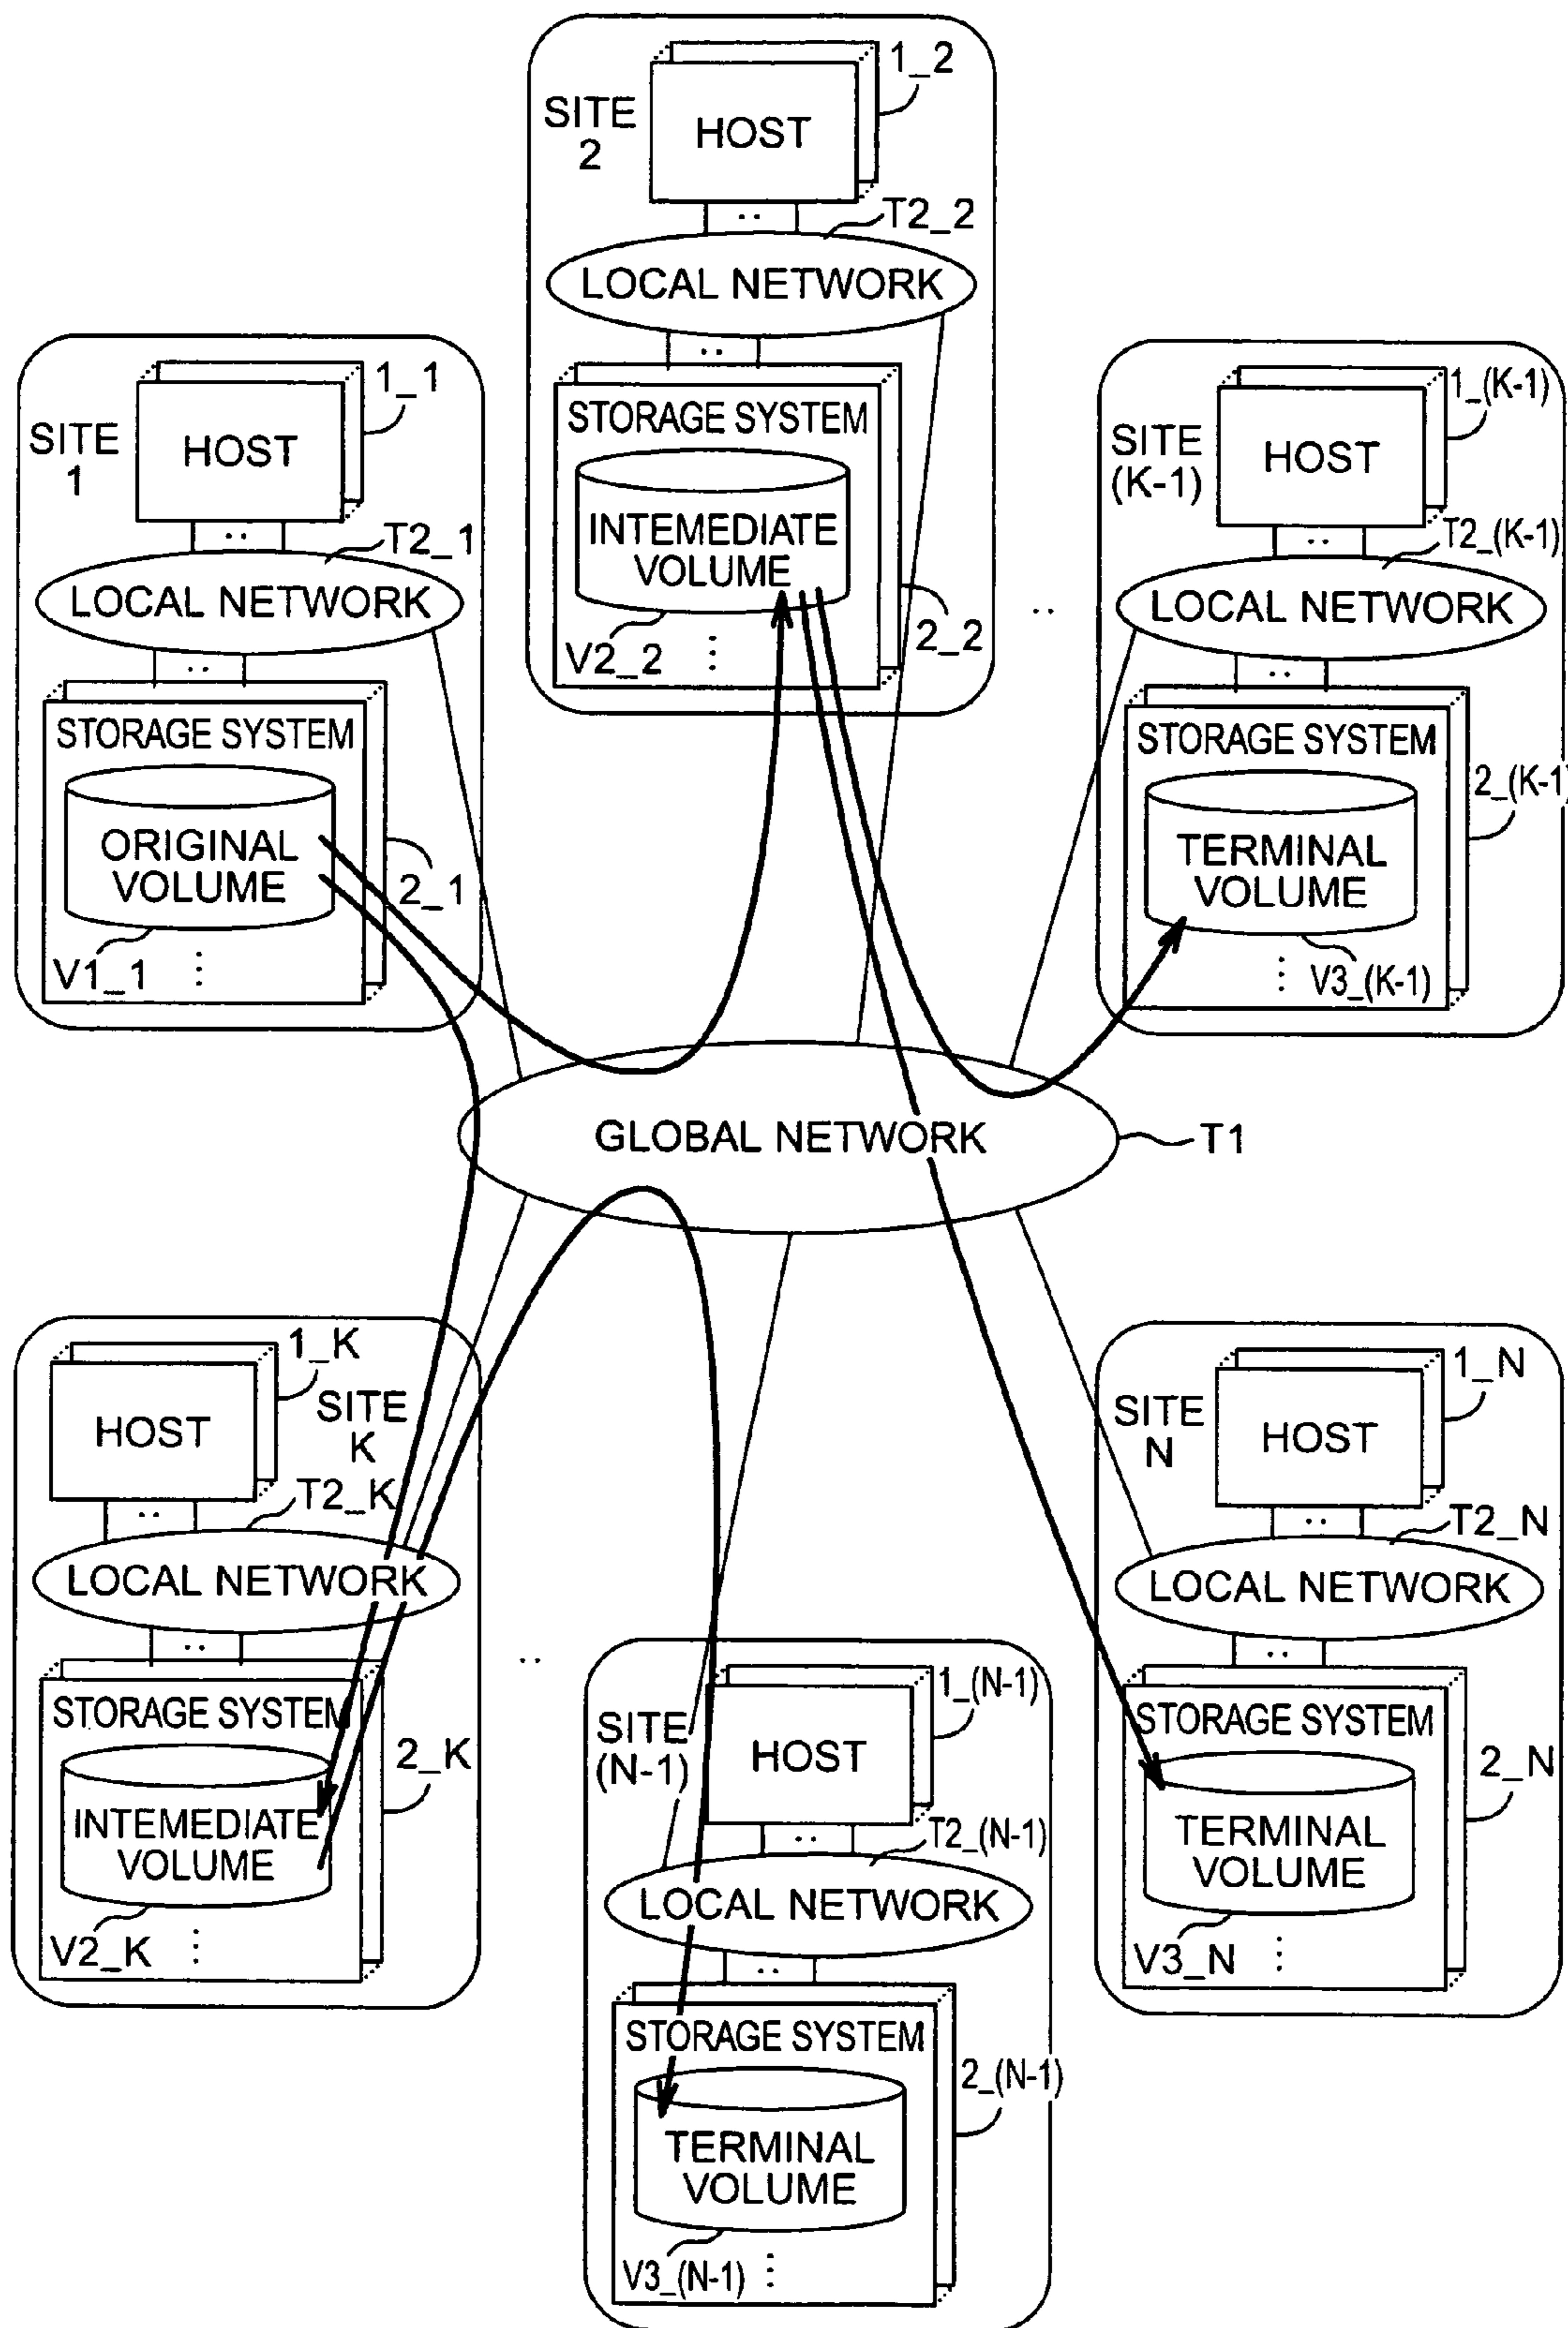 1_2
SITE
2
HOST
T2_2
LOCAL NETWORK
STORAGE SYSTEM
INTEMEDIATE
VOLUME
V2_2
2_2
1_1
SITE
1
HOST
T2_1
LOCAL NETWORK
STORAGE SYSTEM
ORIGINAL
VOLUME
2_1
V1_1
1_(K-1)
SITE
(K-1)
HOST
T2_(K-1)
LOCAL NETWORK
STORAGE SYSTEM
2_(K-1)
TERMINAL
VOLUME
V3_(K-1)
GLOBAL NETWORK
T1
1_K
HOST
SITE
K
T2_K
LOCAL NETWORK
STORAGE SYSTEM
2_K
INTEMEDIATE
VOLUME
V2_K
1_(N-1)
SITE
(N-1)
HOST
T2_(N-1)
LOCAL NETWORK
STORAGE SYSTEM
2_(N-1)
TERMINAL
VOLUME
V3_(N-1)
1_N
SITE
N
HOST
T2_N
LOCAL NETWORK
STORAGE SYSTEM
2_N
TERMINAL
VOLUME
V3_N